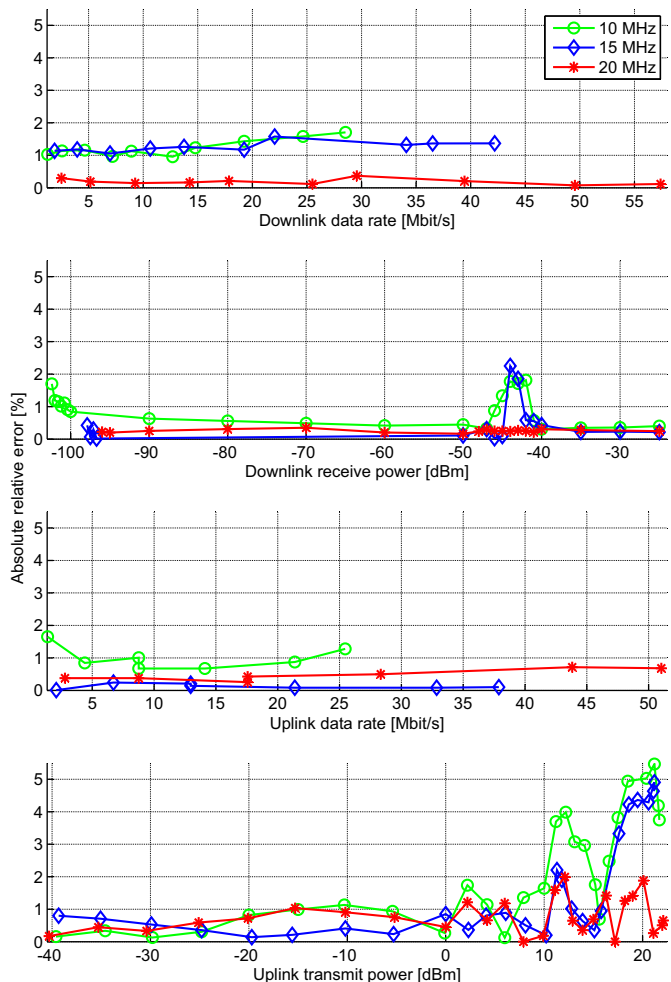 5
4
3
2
1
0
10 MHz
15 MHz
20 MHz
5 10 15 20 25 30 35 40 45 50 55
Downlink data rate [Mbit/s]
5
4
3
2
1
0
-100 -90 -80 -70 -60 -50 -40 -30
Downlink receive power [dBm]
Absolute relative error [%]
5
4
3
2
1
0
5 10 15 20 25 30 35 40 45 50
Uplink data rate [Mbit/s]
5
4
3
2
1
0
-40 -30 -20 -10 0 10 20
Uplink transmit power [dBm]